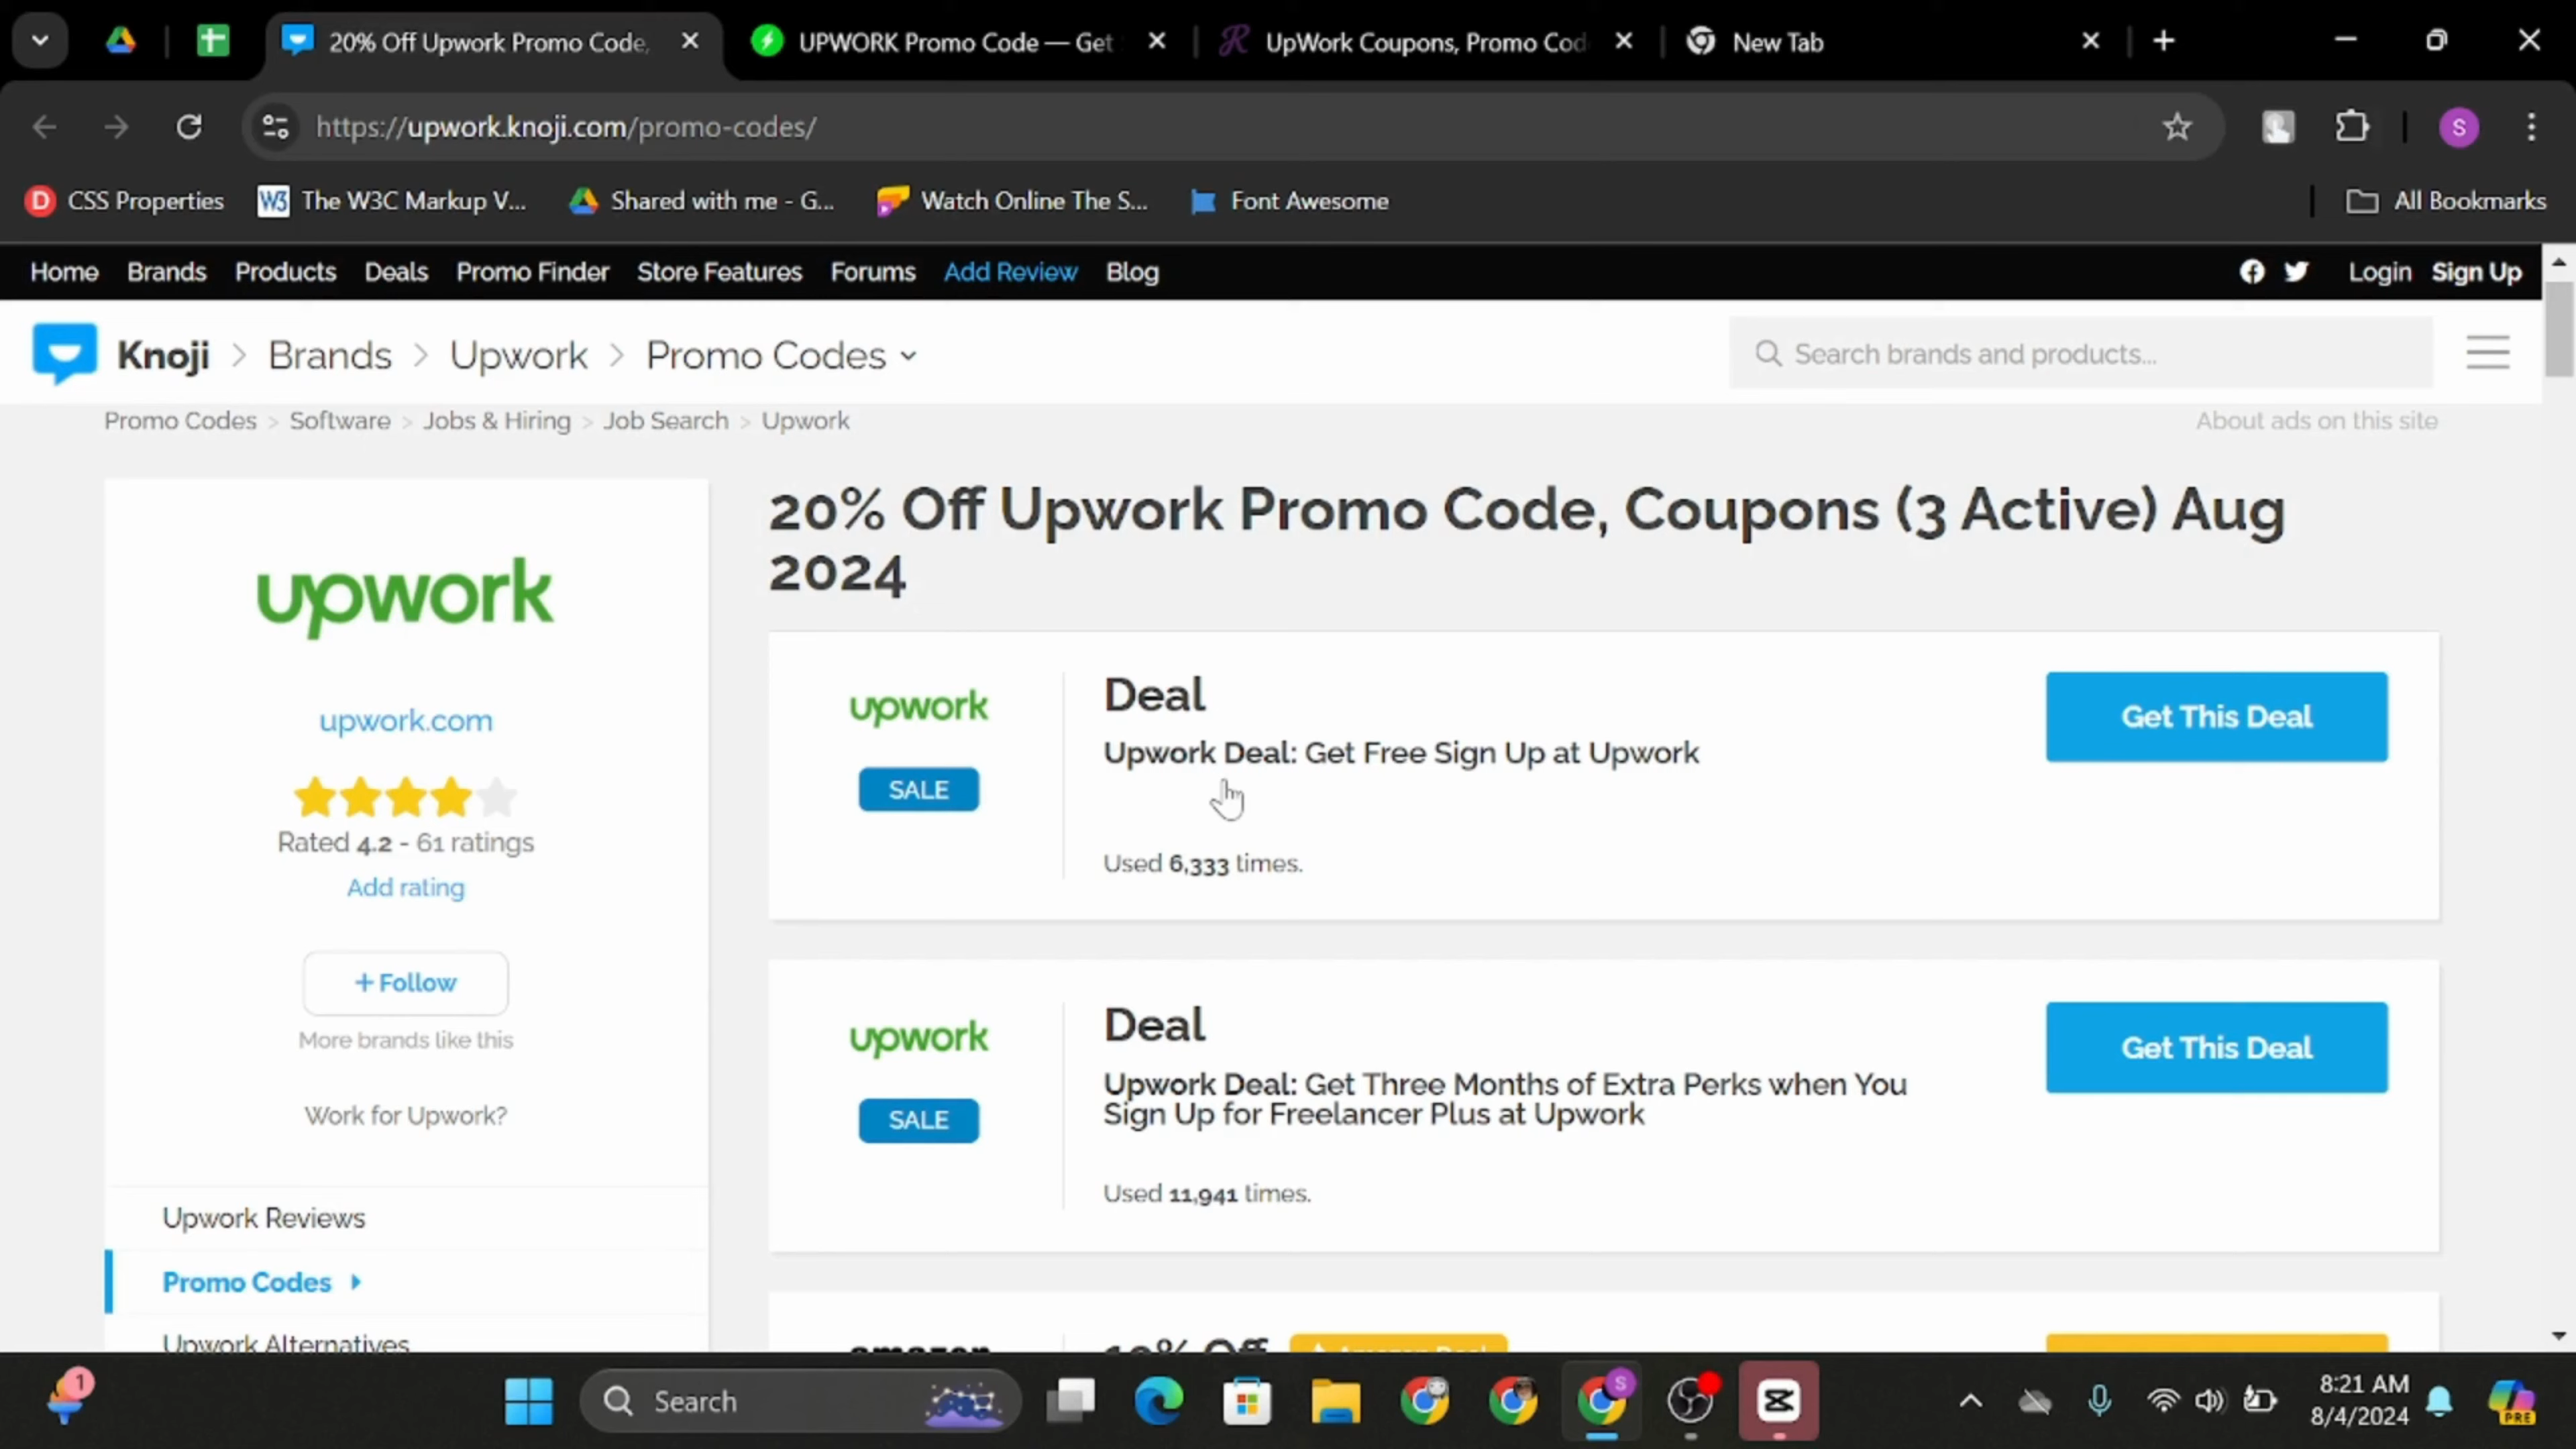 20% Off Upwork Promo Code,
UPWORK Promo Code — Get
UpWork Coupons, Promo Cod
New Tab
https://upwork.knoji.com/promo-codes/
S
CSS Properties
The W3C Markup V...
Shared with me - G...
Watch Online The S...
Font Awesome
All Bookmarks
Home Brands Products Deals Promo Finder Store Features Forums Add Review Blog
Login Sign Up
Knoji > Brands > Upwork > Promo Codes
Search brands and products...
Promo Codes > Software > Jobs & Hiring > Job Search > Upwork
About ads on this site
upwork
upwork.com
Rated 4.2 - 61 ratings
Add rating
+ Follow
More brands like this
Work for Upwork?
Upwork Reviews
Promo Codes
Upwork Alternatives
20% Off Upwork Promo Code, Coupons (3 Active) Aug
2024
upwork
SALE
Deal
Upwork Deal: Get Free Sign Up at Upwork
Used 6,333 times.
Get This Deal
upwork
SALE
Deal
Upwork Deal: Get Three Months of Extra Perks when You
Sign Up for Freelancer Plus at Upwork
Used 11,941 times.
Get This Deal
amazon
10% Off
Amazon Deal
1
Search
S
8:21 AM
8/4/2024
PRE